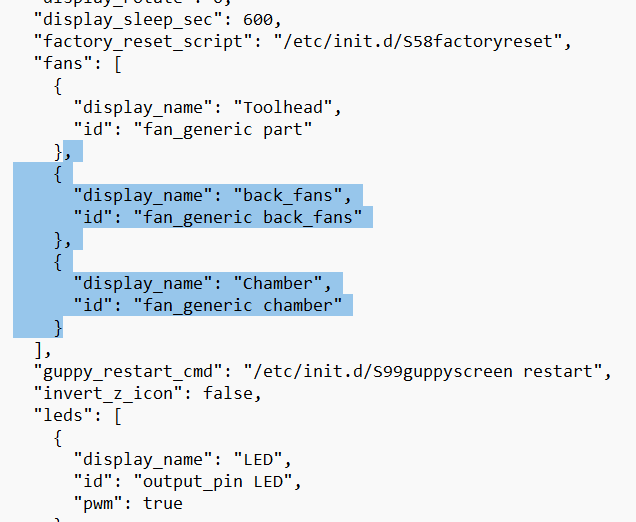 "display_rotate": 0,
"display_sleep_sec": 600,
"factory_reset_script": "/etc/init.d/S58factoryreset",
"fans": [
{
"display_name": "Toolhead",
"id": "fan_generic part"
},
{
"display_name": "back_fans",
"id": "fan_generic back_fans"
},
{
"display_name": "Chamber",
"id": "fan_generic chamber"
}
],
"guppy_restart_cmd": "/etc/init.d/S99guppyscreen restart",
"invert_z_icon": false,
"leds": [
{
"display_name": "LED",
"id": "output_pin LED",
"pwm": true
}